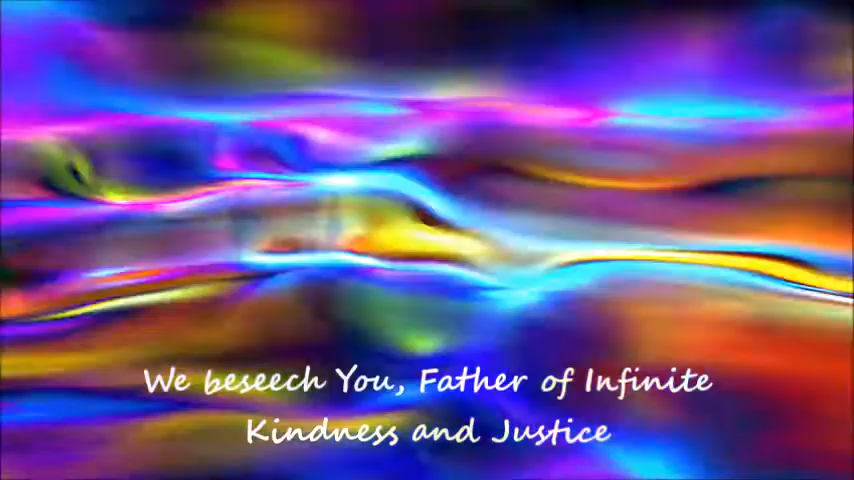 We beseech You, Father of Infinite
Kindness and Justice